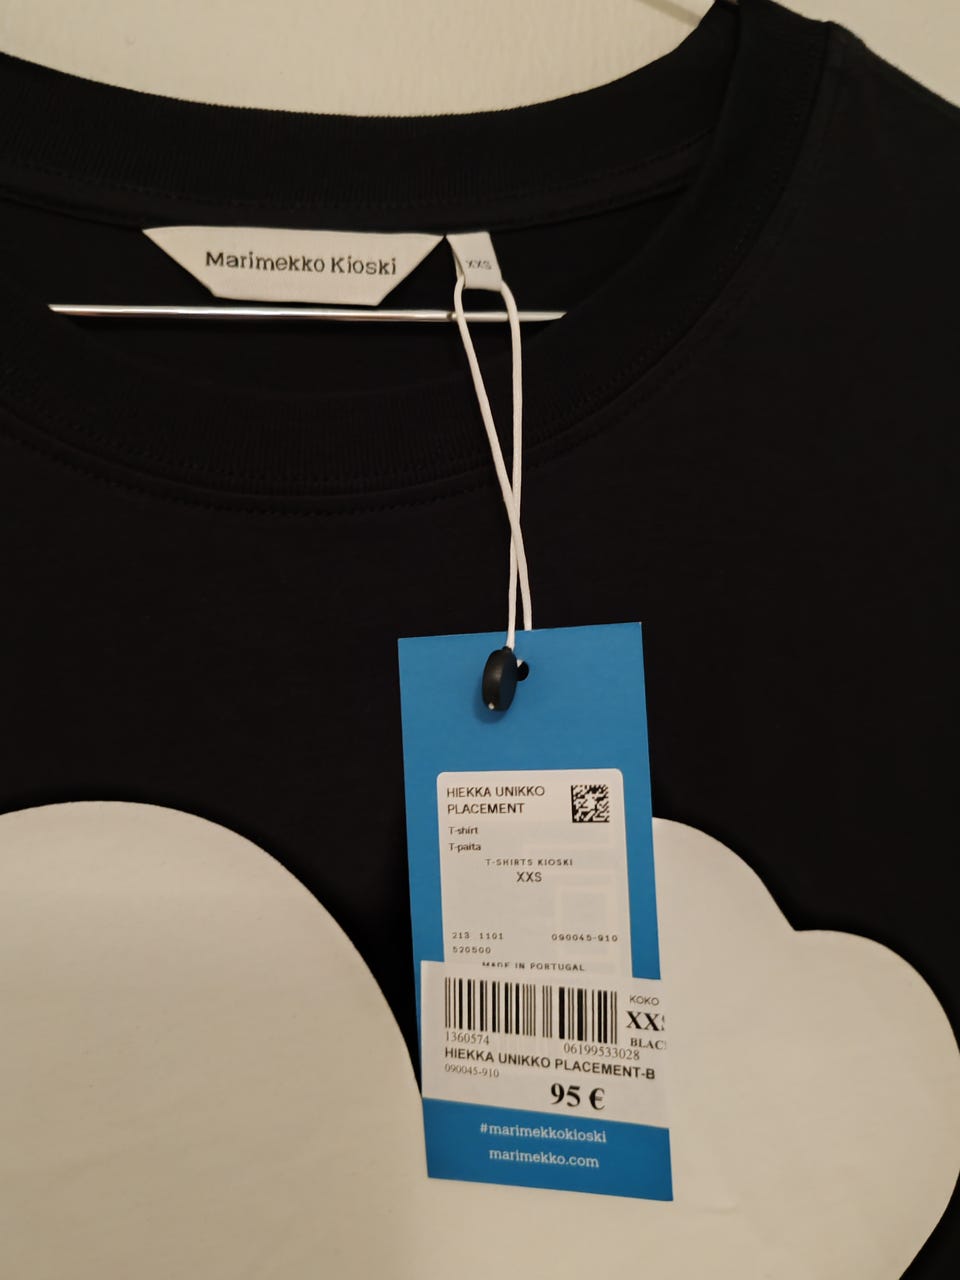 Marimekko Kioski
XXS
HIEKKA UNIKKO
PLACEMENT
T-shirt
T-paita
T-SHIRTS KIOSKI
XXS
213 1101 090045-910
520500
MADE IN PORTUGAL
KOKO
XXS
BLAC
1360574 06199533028
HIEKKA UNIKKO PLACEMENT-B
090045-910
95 €
#marimekkokioski
marimekko.com